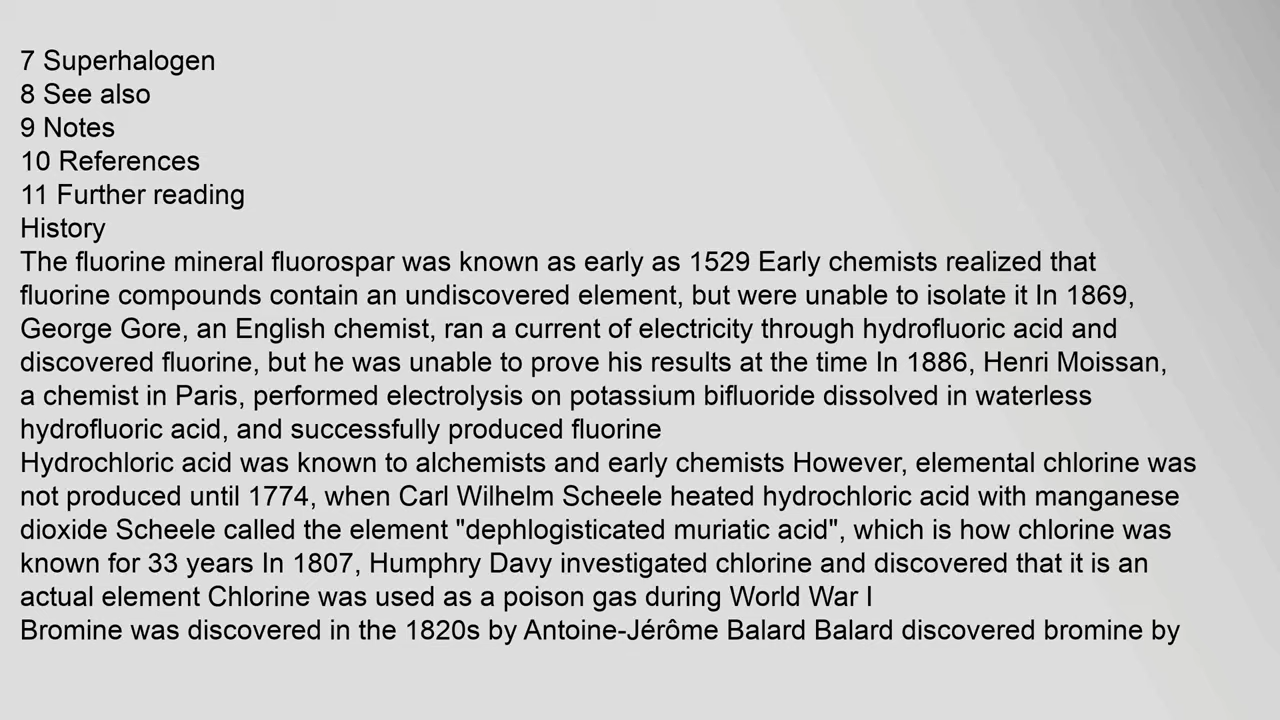 7 Superhalogen
8 See also
9 Notes
10 References
11 Further reading
History
The fluorine mineral fluorospar was known as early as 1529 Early chemists realized that
fluorine compounds contain an undiscovered element, but were unable to isolate it In 1869,
George Gore, an English chemist, ran a current of electricity through hydrofluoric acid and
discovered fluorine, but he was unable to prove his results at the time In 1886, Henri Moissan,
a chemist in Paris, performed electrolysis on potassium bifluoride dissolved in waterless
hydrofluoric acid, and successfully produced fluorine
Hydrochloric acid was known to alchemists and early chemists However, elemental chlorine was
not produced until 1774, when Carl Wilhelm Scheele heated hydrochloric acid with manganese
dioxide Scheele called the element "dephlogisticated muriatic acid", which is how chlorine was
known for 33 years In 1807, Humphry Davy investigated chlorine and discovered that it is an
actual element Chlorine was used as a poison gas during World War I
Bromine was discovered in the 1820s by Antoine-Jérôme Balard Balard discovered bromine by